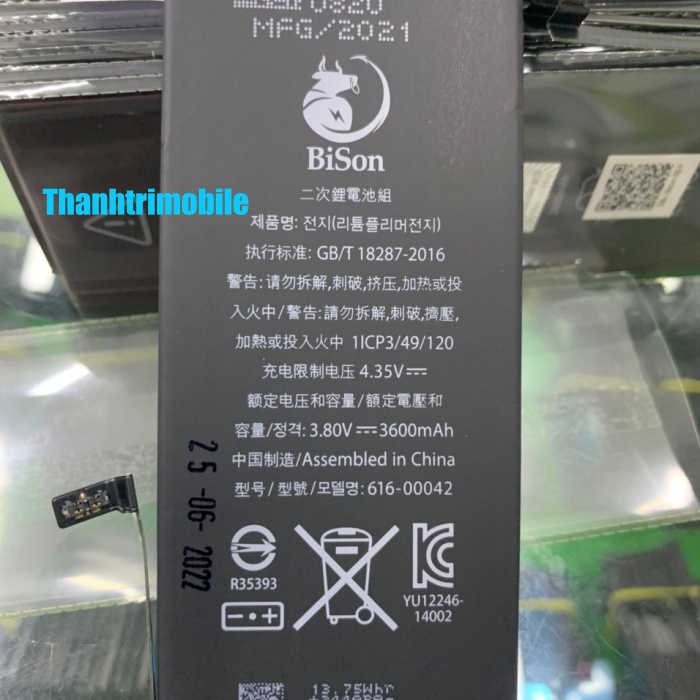 0820
MFG/2021
BiSon
二次鋰電池組
Thanhtrimobile
제품명: 전지(리튬폴리머전지)
执行标准: GB/T 18287-2016
警告:请勿拆解,刺破,挤压,加热或投
入火中/警告:請勿拆解,刺破,擠壓,
加熱或投入火中 1ICP3/49/120
充电限制电压 4.35V⎓
额定电压和容量/額定電壓和
容量/정격: 3.80V⎓3600mAh
中国制造/Assembled in China
型号/型號/모델명: 616-00042
25-06-2022
R35393
YU12246-
14002
13.75Whr